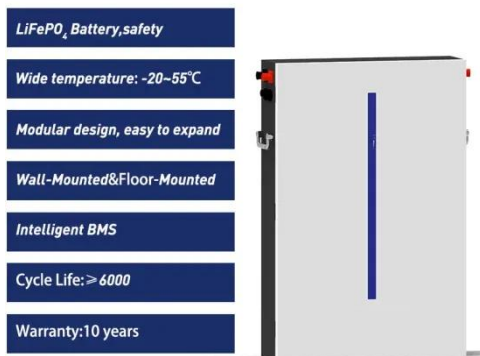 LiFePO₄ Battery,safety
Wide temperature: -20~55℃
Modular design, easy to expand
Wall-Mounted&Floor-Mounted
Intelligent BMS
Cycle Life:≥6000
Warranty:10 years